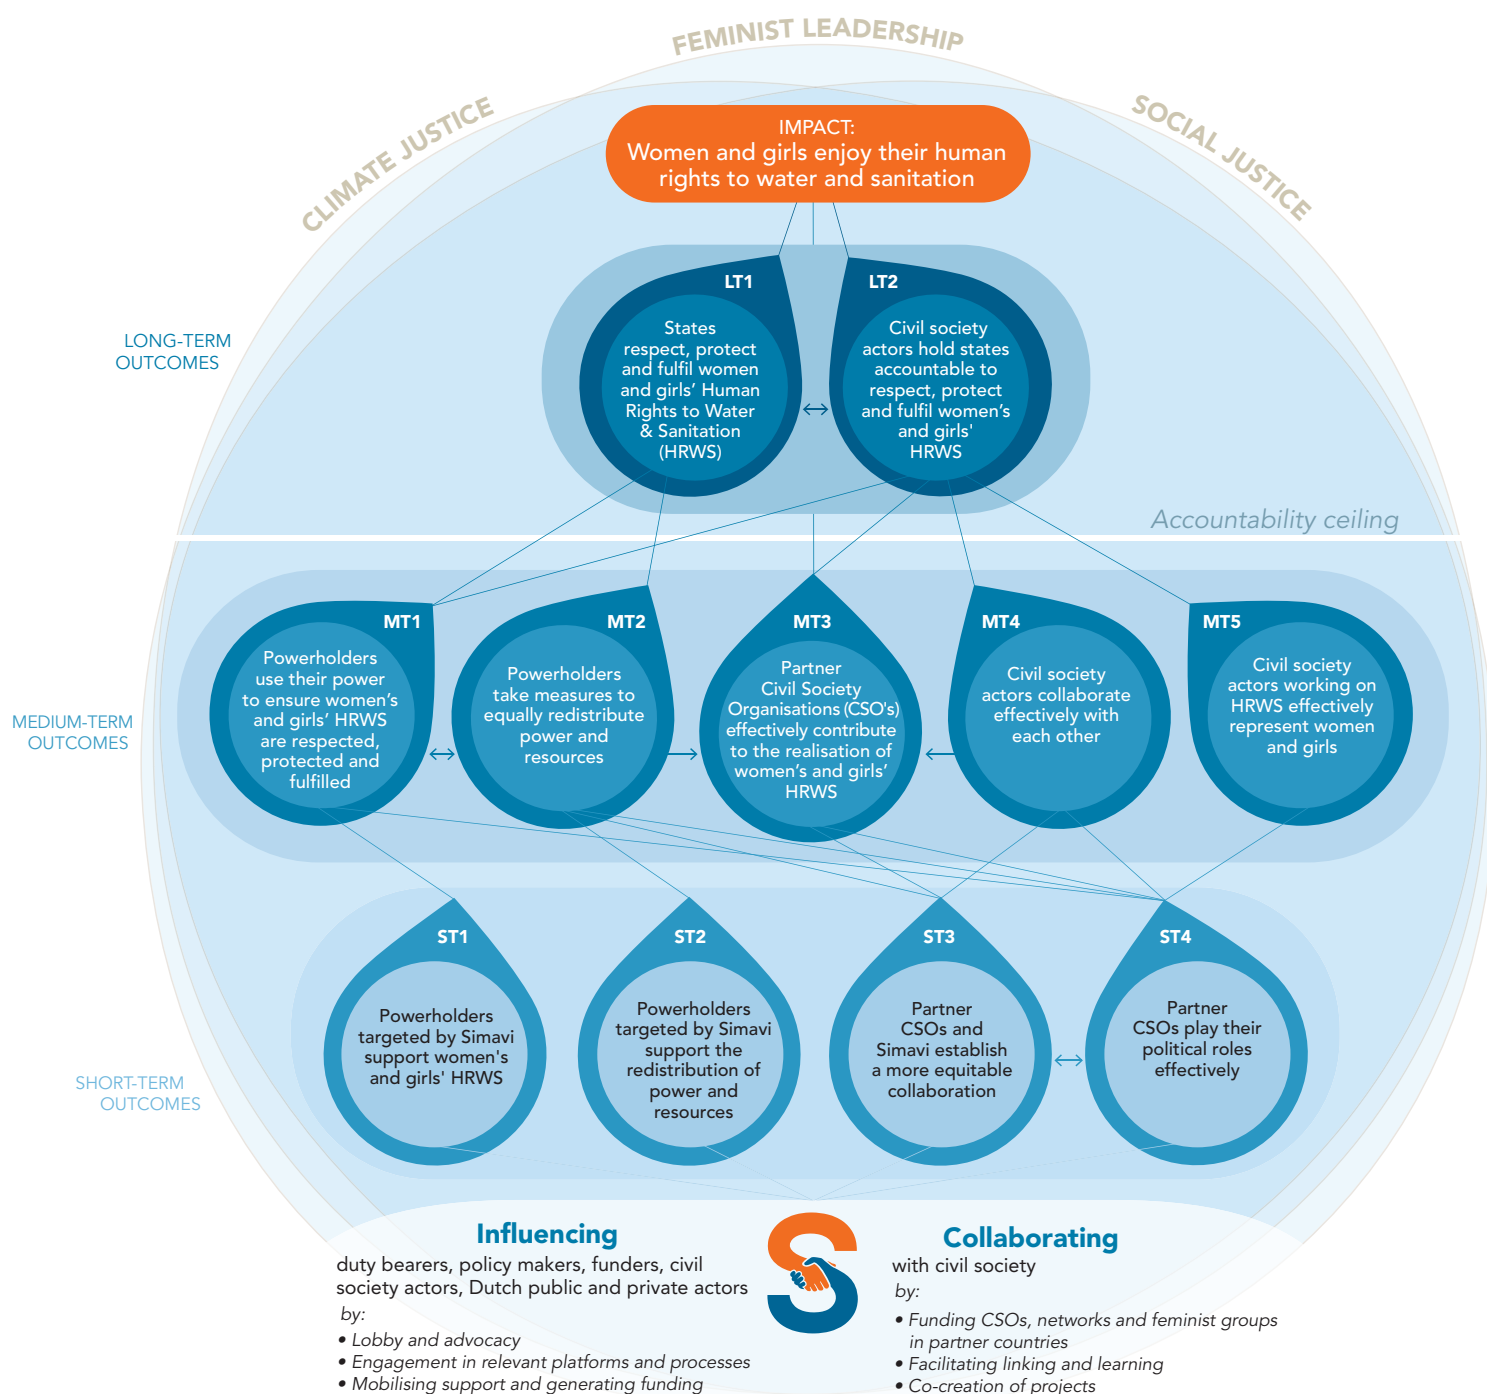 FEMINIST LEADERSHIP
CLIMATE JUSTICE
SOCIAL JUSTICE
IMPACT:
Women and girls enjoy their human
rights to water and sanitation
LONG-TERM
OUTCOMES
LT1
States
respect, protect
and fulfil women
and girls’ Human
Rights to Water
& Sanitation
(HRWS)
LT2
Civil society
actors hold states
accountable to
respect, protect
and fulfil women’s
and girls'
HRWS
Accountability ceiling
MEDIUM-TERM
OUTCOMES
MT1
Powerholders
use their power
to ensure women’s
and girls’ HRWS
are respected,
protected and
fulfilled
MT2
Powerholders
take measures to
equally redistribute
power and
resources
MT3
Partner
Civil Society
Organisations (CSO's)
effectively contribute
to the realisation of
women’s and girls’
HRWS
MT4
Civil society
actors collaborate
effectively with
each other
MT5
Civil society
actors working on
HRWS effectively
represent women
and girls
SHORT-TERM
OUTCOMES
ST1
Powerholders
targeted by Simavi
support women's
and girls' HRWS
ST2
Powerholders
targeted by Simavi
support the
redistribution of
power and
resources
ST3
Partner
CSOs and
Simavi establish
a more equitable
collaboration
ST4
Partner
CSOs play their
political roles
effectively
Influencing
duty bearers, policy makers, funders, civil
society actors, Dutch public and private actors
by:
• Lobby and advocacy
• Engagement in relevant platforms and processes
• Mobilising support and generating funding
Collaborating
with civil society
by:
• Funding CSOs, networks and feminist groups
in partner countries
• Facilitating linking and learning
• Co-creation of projects